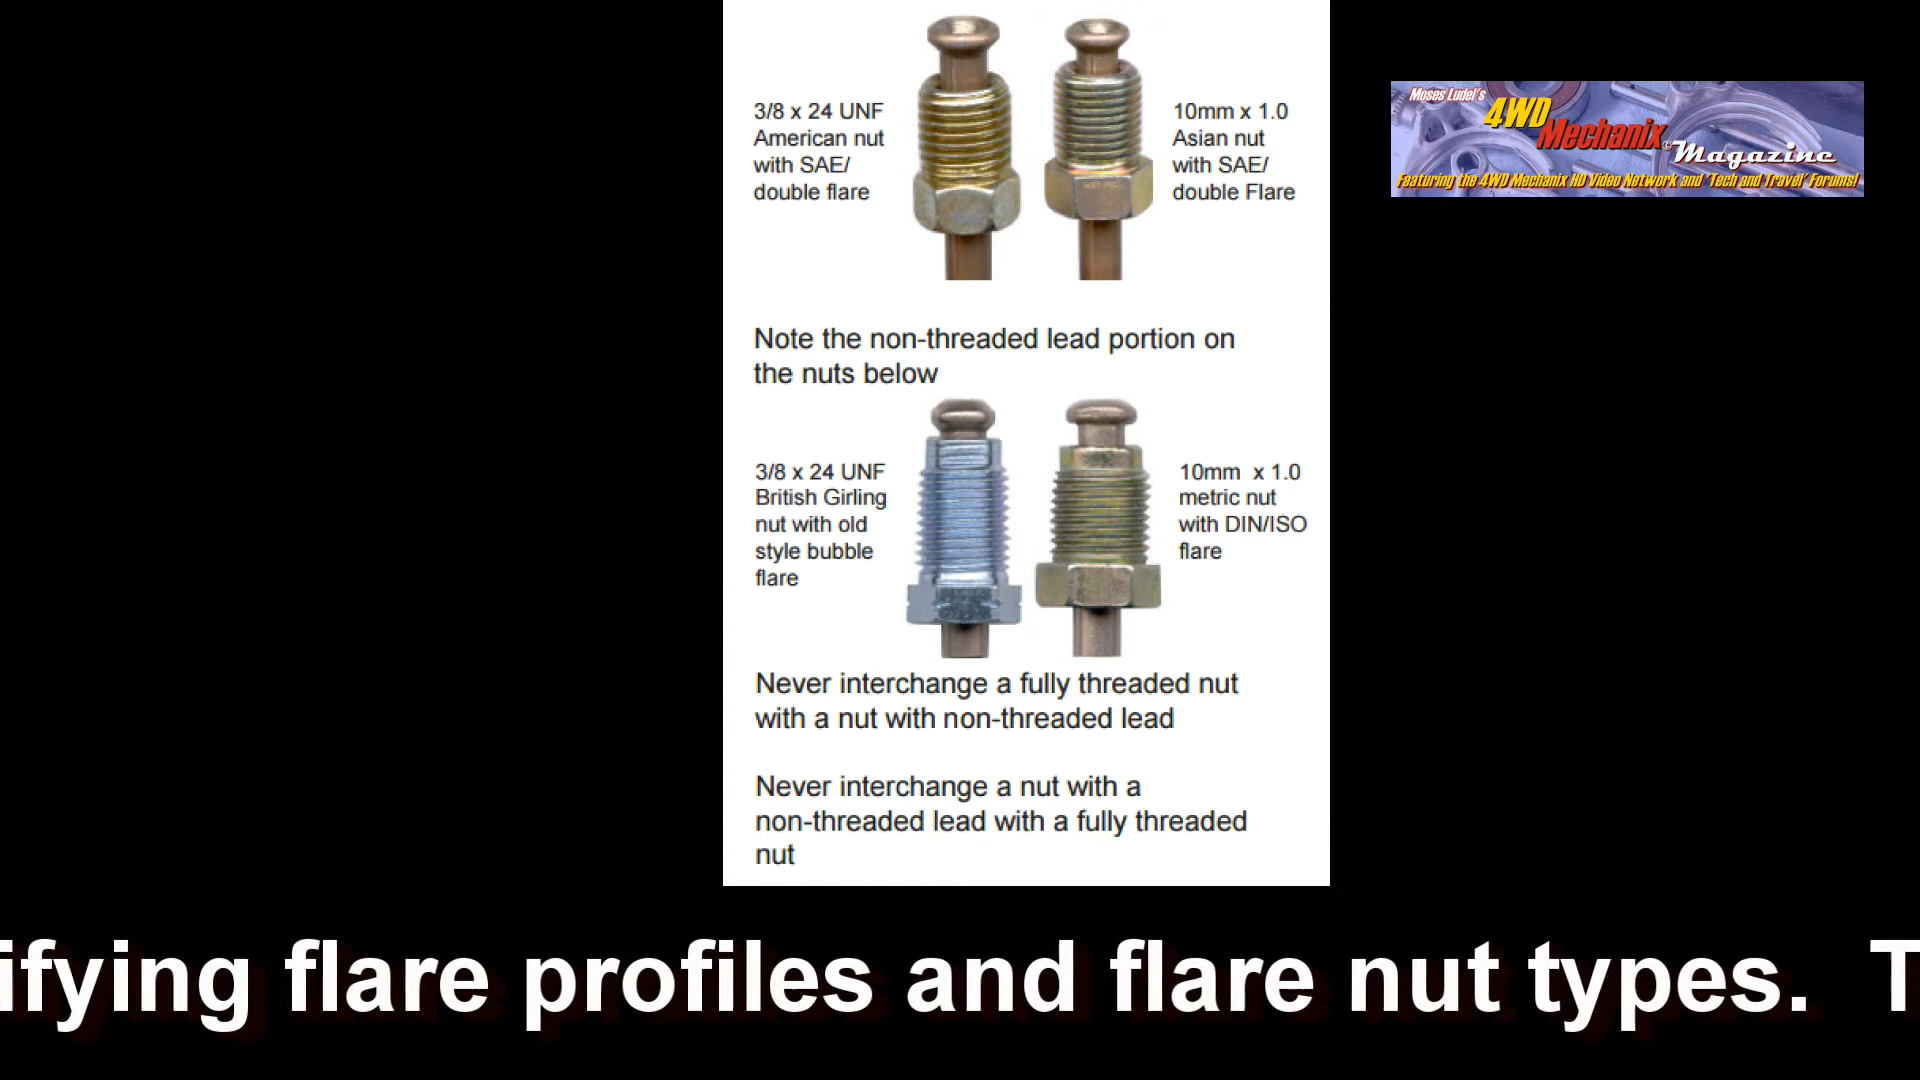 3/8 x 24 UNF
American nut
with SAE/
double flare
10mm x 1.0
Asian nut
with SAE/
double Flare
Moses Ludel's
4WD
Mechanix
© Magazine
Featuring the 4WD Mechanix HD Video Network and 'Tech and Travel' Forums!
Note the non-threaded lead portion on
the nuts below
3/8 x 24 UNF
British Girling
nut with old
style bubble
flare
10mm x 1.0
metric nut
with DIN/ISO
flare
Never interchange a fully threaded nut
with a nut with non-threaded lead
Never interchange a nut with a
non-threaded lead with a fully threaded
nut
ifying flare profiles and flare nut types. T